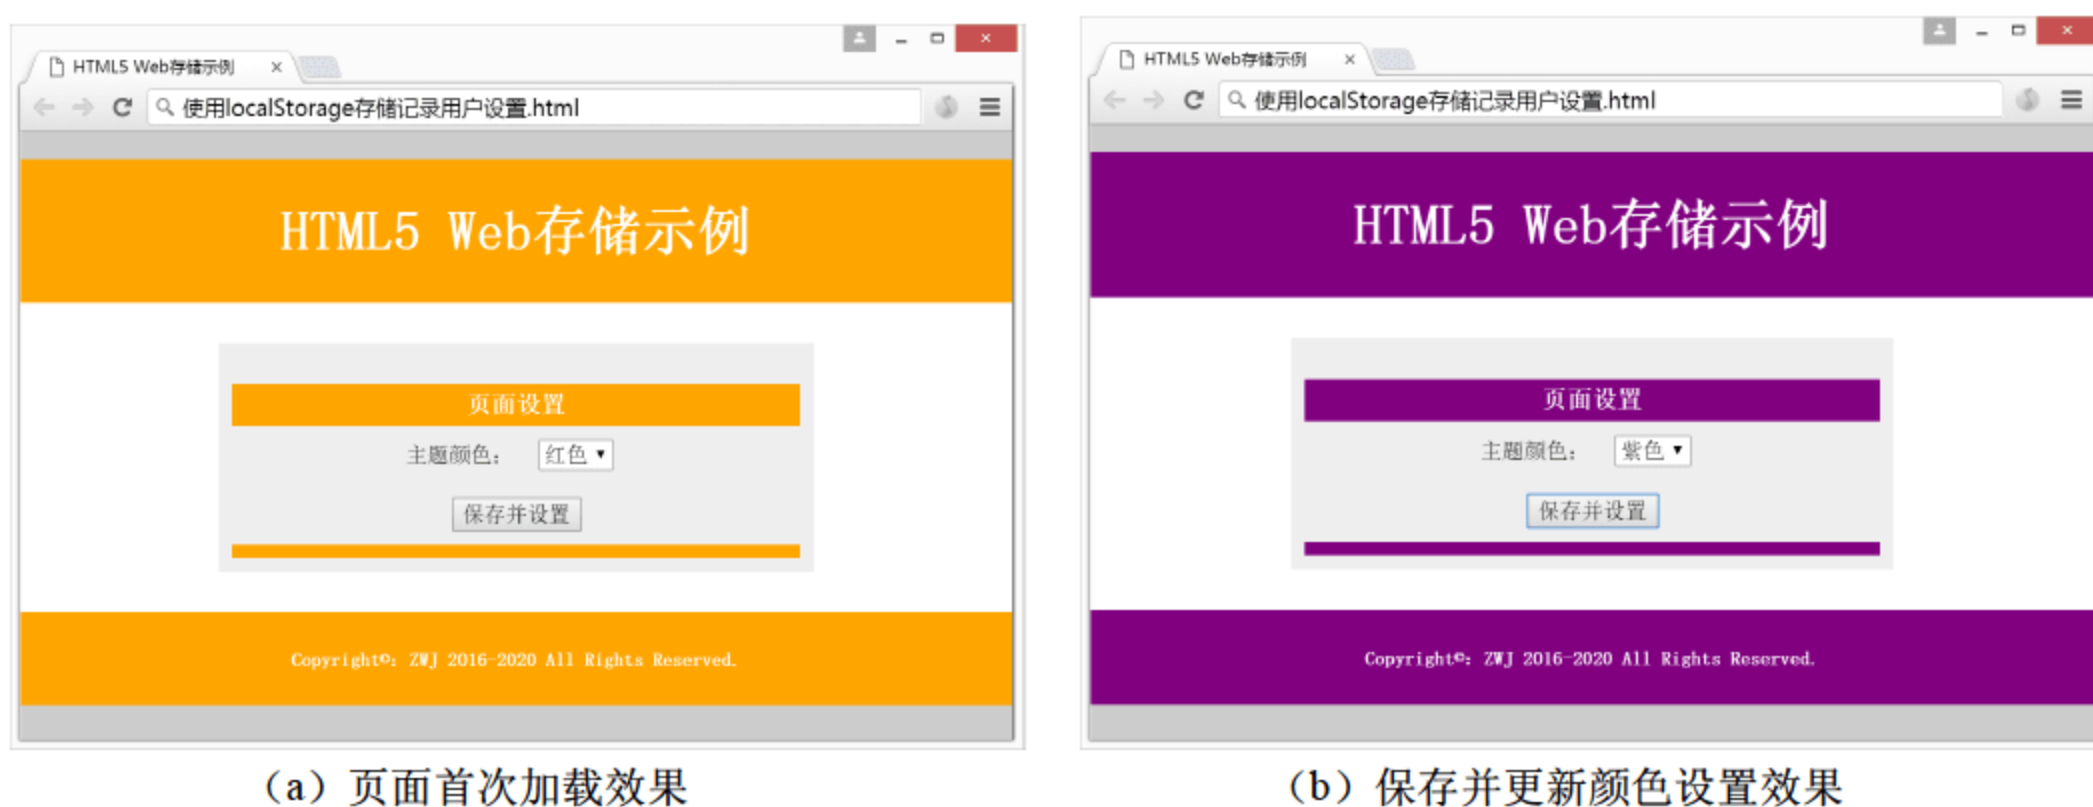 HTML5 Web存储示例
使用localStorage存储记录用户设置.html
HTML5 Web存储示例
页面设置
主题颜色： 红色
保存并设置
Copyright©：ZWJ 2016-2020 All Rights Reserved.
（a）页面首次加载效果
HTML5 Web存储示例
使用localStorage存储记录用户设置.html
HTML5 Web存储示例
页面设置
主题颜色： 紫色
保存并设置
Copyright©：ZWJ 2016-2020 All Rights Reserved.
（b）保存并更新颜色设置效果